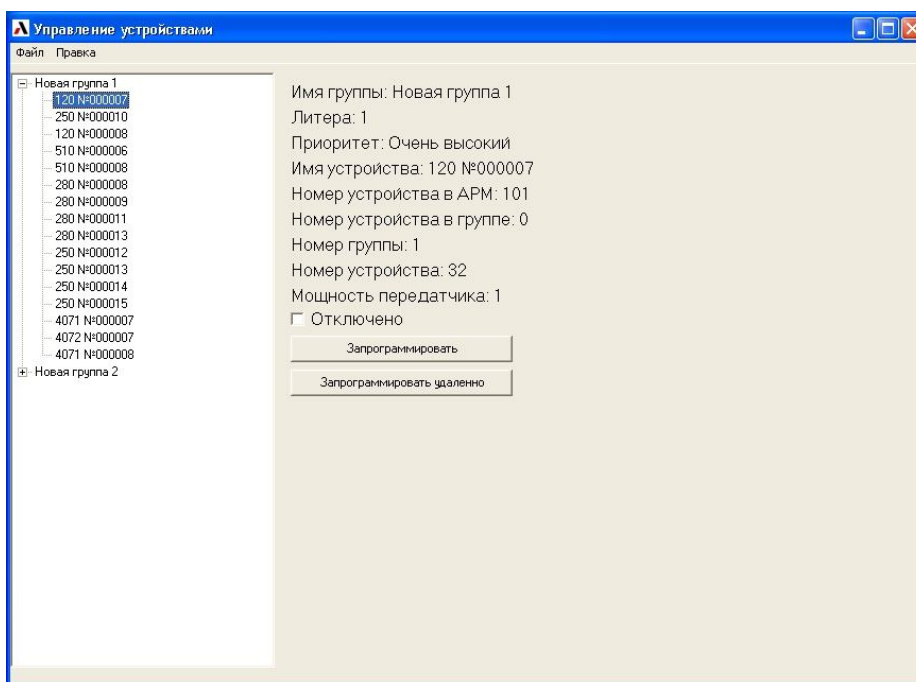 Управление устройствами
Файл Правка
Новая группа 1
120 №000007
250 №000010
120 №000008
510 №000006
510 №000008
280 №000008
280 №000009
280 №000011
280 №000013
250 №000012
250 №000013
250 №000014
250 №000015
4071 №000007
4072 №000007
4071 №000008
Новая группа 2
Имя группы: Новая группа 1
Литера: 1
Приоритет: Очень высокий
Имя устройства: 120 №000007
Номер устройства в АРМ: 101
Номер устройства в группе: 0
Номер группы: 1
Номер устройства: 32
Мощность передатчика: 1
Отключено
Запрограммировать
Запрограммировать удаленно